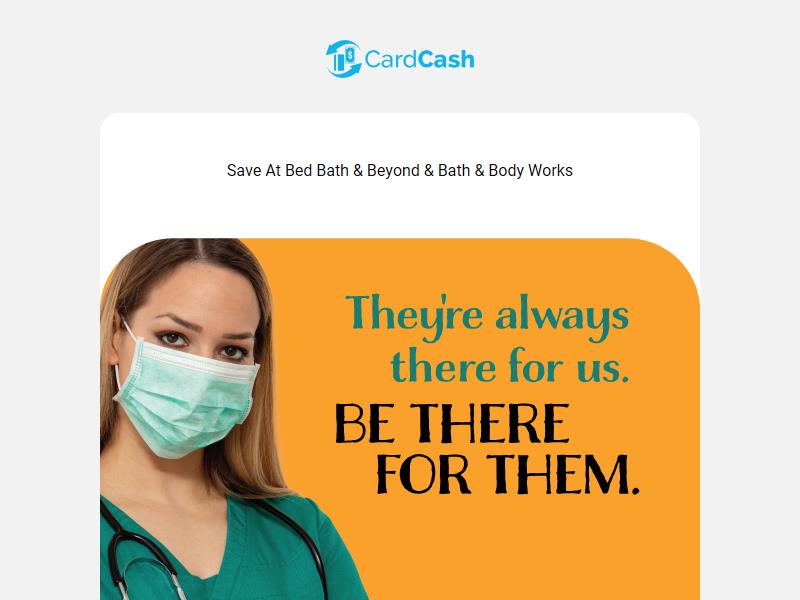 CardCash
Save At Bed Bath & Beyond & Bath & Body Works
They're always
there for us.
BE THERE
FOR THEM.